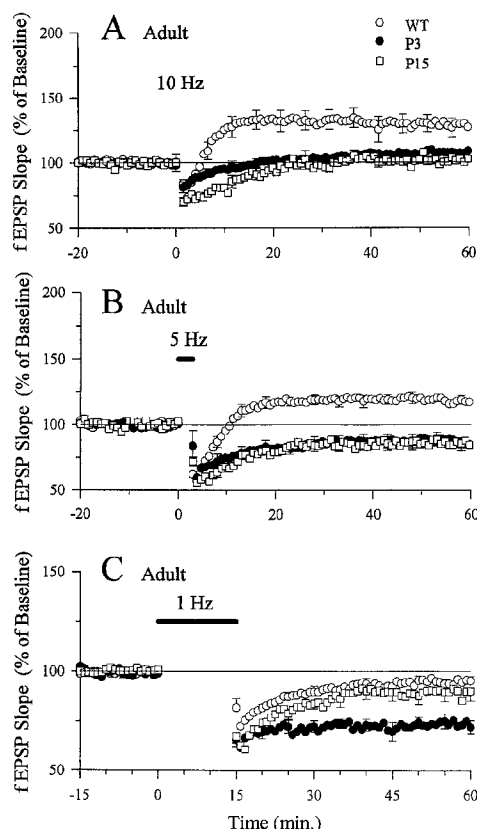 A Adult
10 Hz
WT
P3
P15
fEPSP Slope (% of Baseline)
200
150
100
50
-20 0 20 40 60
B Adult
5 Hz
fEPSP Slope (% of Baseline)
200
150
100
50
-20 0 20 40 60
C Adult
1 Hz
fEPSP Slope (% of Baseline)
150
100
50
-15 0 15 30 45 60
Time (min.)